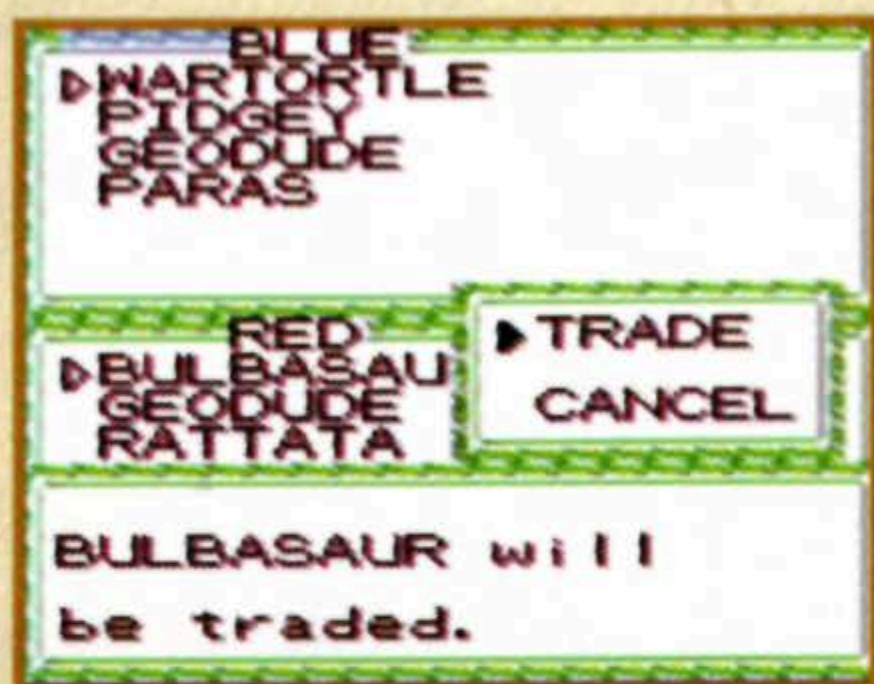 BLUE
WARTORTLE
PIDGEY
GEODUDE
PARAS
RED
BULBASAU
GEODUDE
RATTATA
TRADE
CANCEL
BULBASAUR will
be traded.